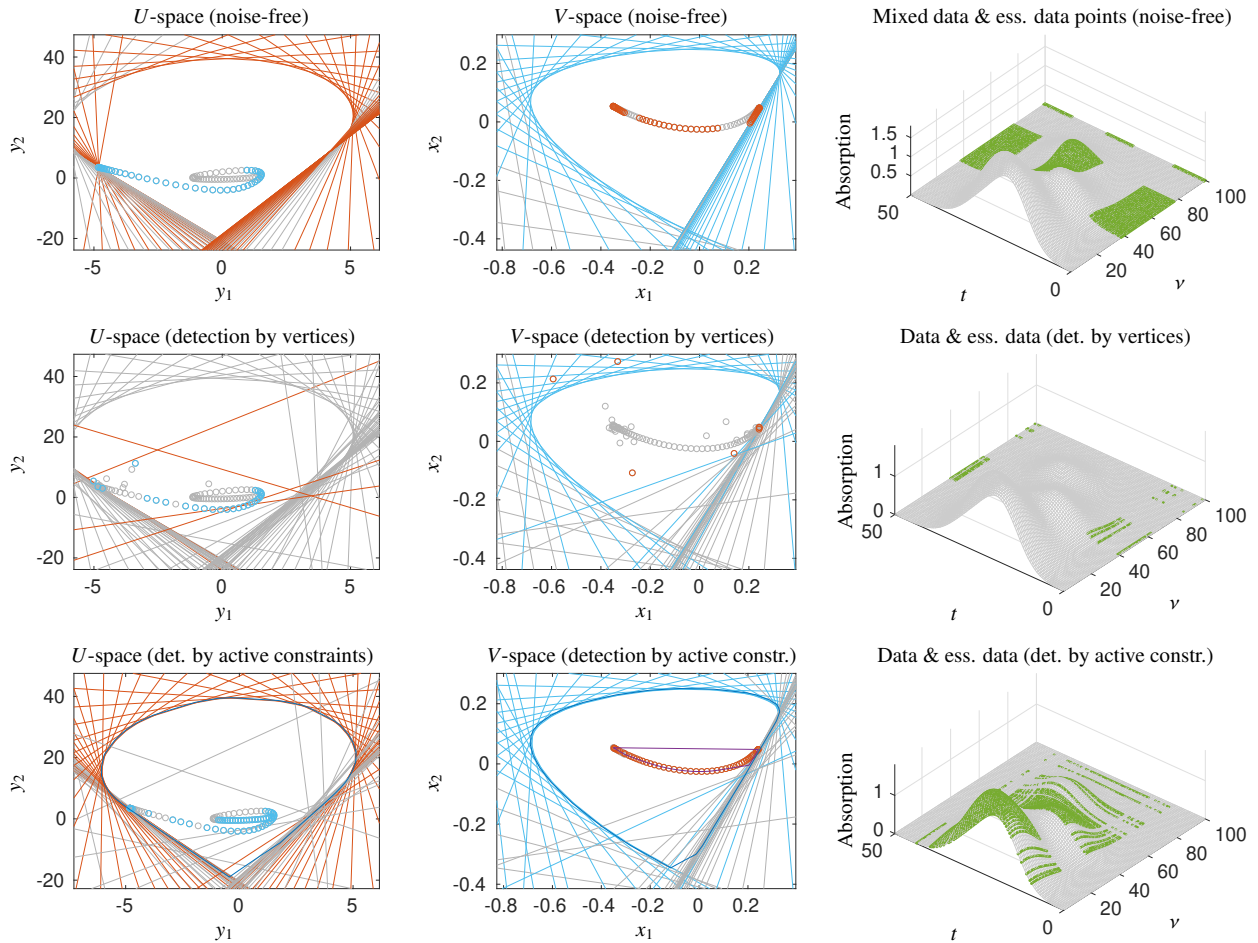 U-space (noise-free)
40
20
0
-20
y2
-5
0
5
y1
V-space (noise-free)
0.2
0
-0.2
-0.4
x2
-0.8
-0.6
-0.4
-0.2
0
0.2
x1
Mixed data & ess. data points (noise-free)
Absorption
1.5
1
0.5
50
0
t
20
40
60
80
100
ν
U-space (detection by vertices)
40
20
0
-20
y2
-5
0
5
y1
V-space (detection by vertices)
0.2
0
-0.2
-0.4
x2
-0.8
-0.6
-0.4
-0.2
0
0.2
x1
Data & ess. data (det. by vertices)
Absorption
1
0
50
0
t
20
40
60
80
100
ν
U-space (det. by active constraints)
40
20
0
-20
y2
-5
0
5
y1
V-space (detection by active constr.)
0.2
0
-0.2
-0.4
x2
-0.8
-0.6
-0.4
-0.2
0
0.2
x1
Data & ess. data (det. by active constr.)
Absorption
1
0
50
0
t
20
40
60
80
100
ν